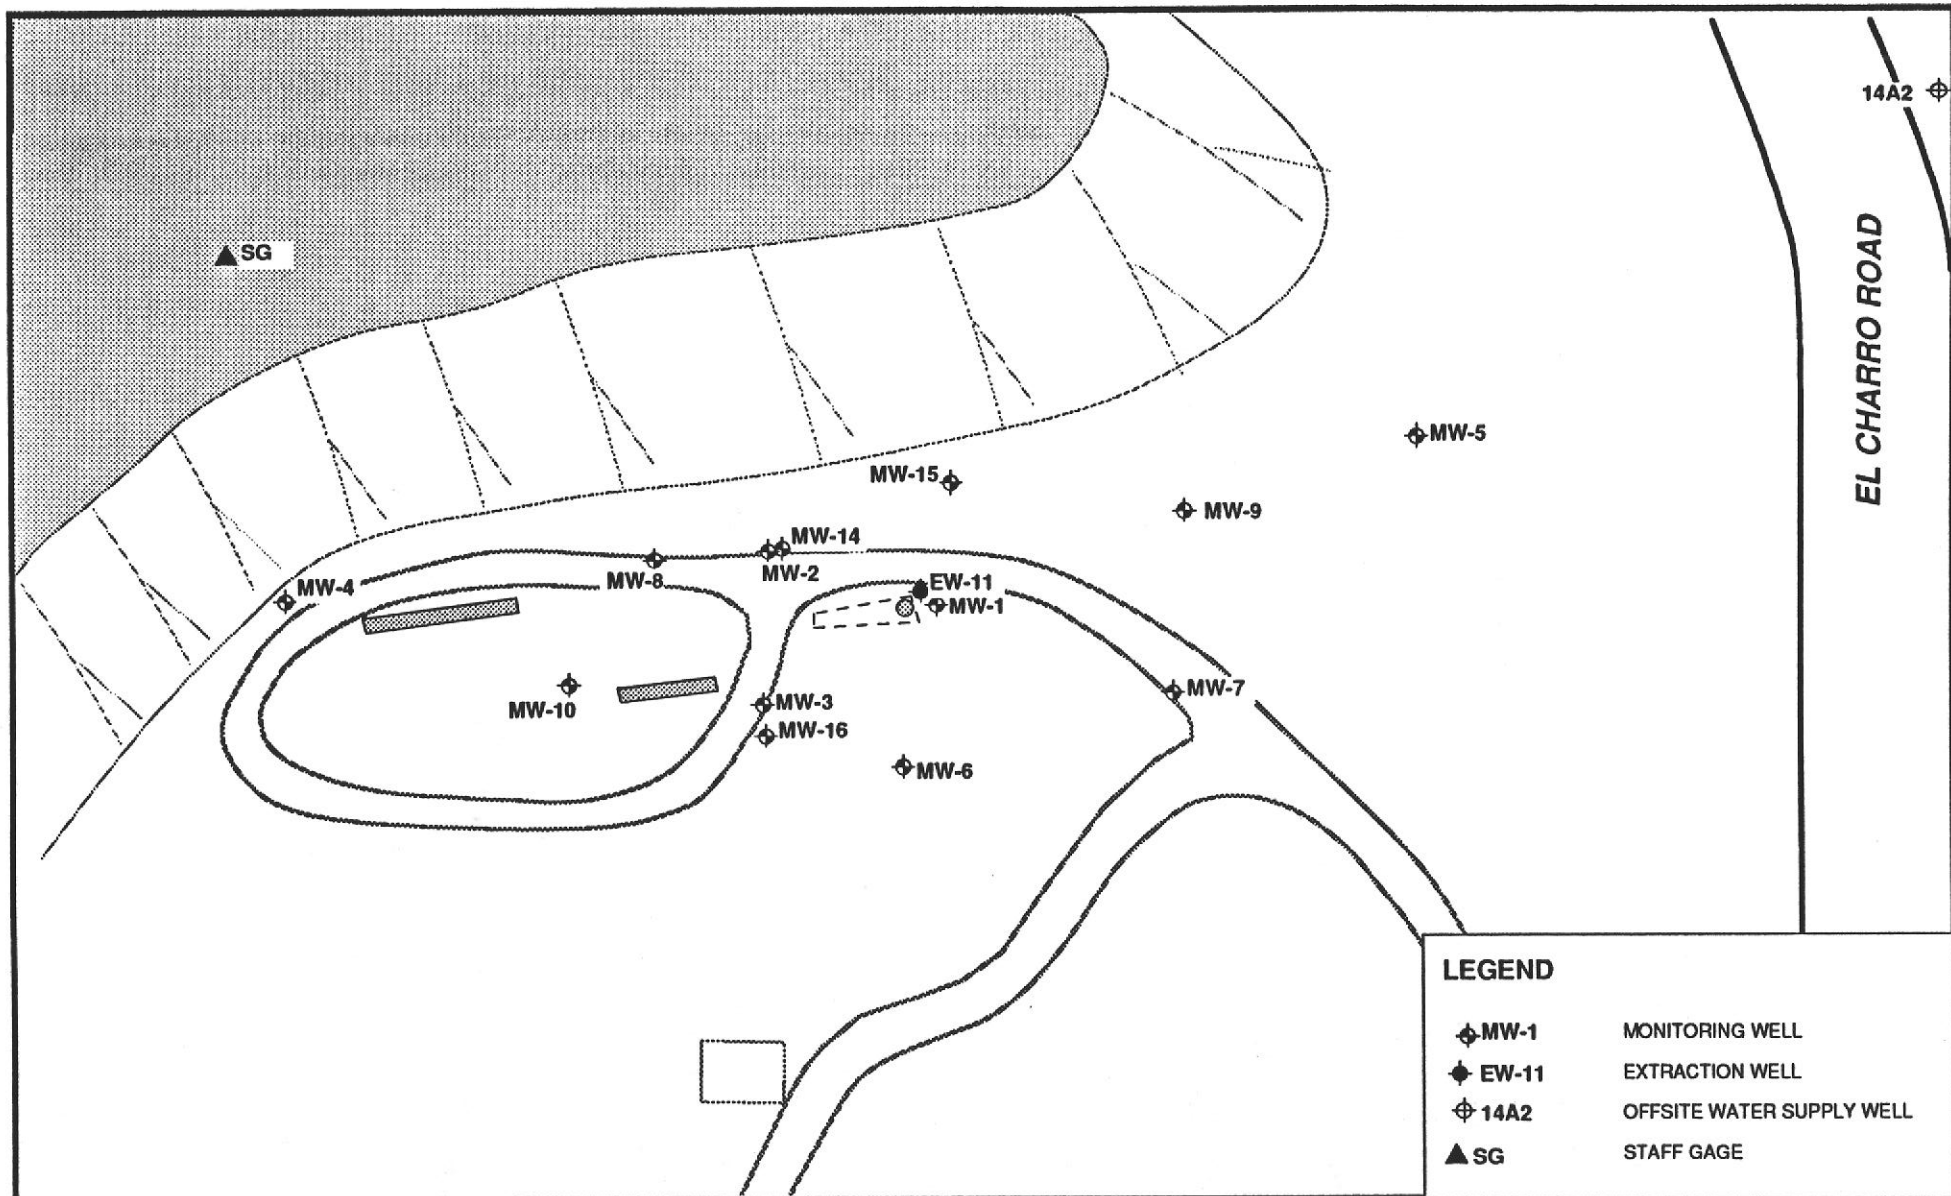 14A2
SG
EL CHARRO ROAD
MW-5
MW-15
MW-9
MW-14
MW-2
MW-8
MW-4
EW-11
MW-1
MW-7
MW-10
MW-3
MW-16
MW-6
LEGEND
MW-1 MONITORING WELL
EW-11 EXTRACTION WELL
14A2 OFFSITE WATER SUPPLY WELL
SG STAFF GAGE